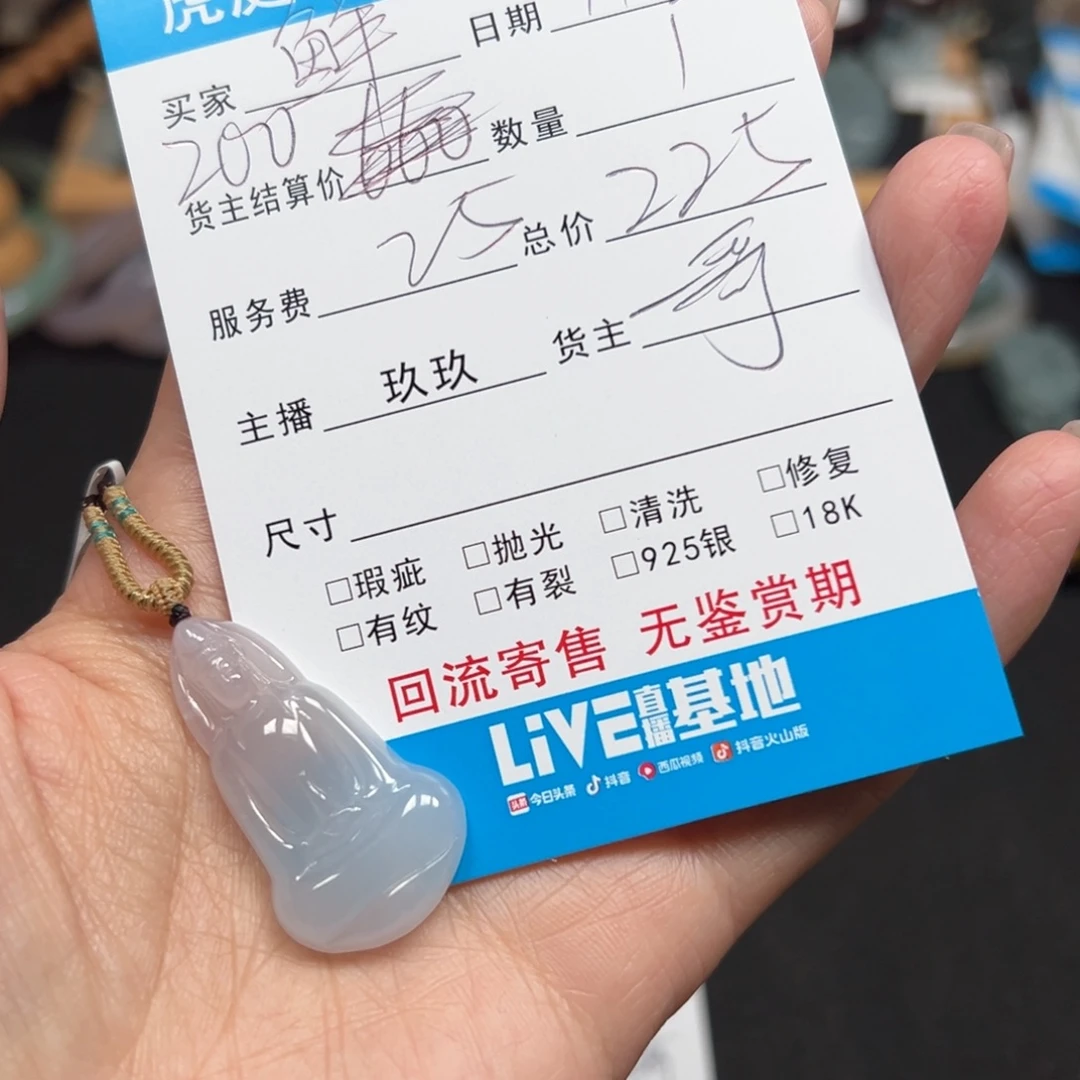 买家 鲜 日期
200
货主结算价 数量 1
服务费 25 总价 225
主播 玖玖 货主
尺寸
□瑕疵 □抛光 □清洗 □修复
□有纹 □有裂 □925银 □18K
回流寄售 无鉴赏期
LiVE直播基地
头条 今日头条 抖音 西瓜视频 抖音火山版